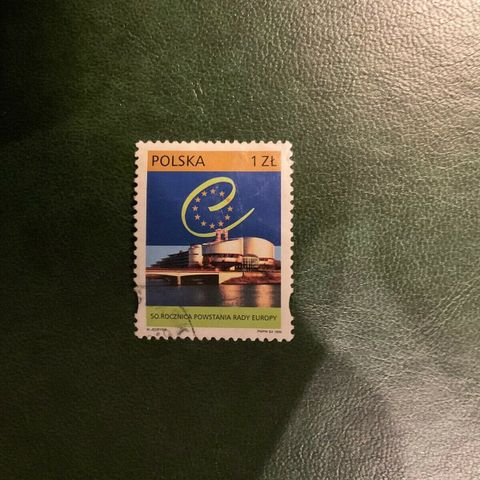 POLSKA 1 ZŁ
50. ROCZNICA POWSTANIA RADY EUROPY